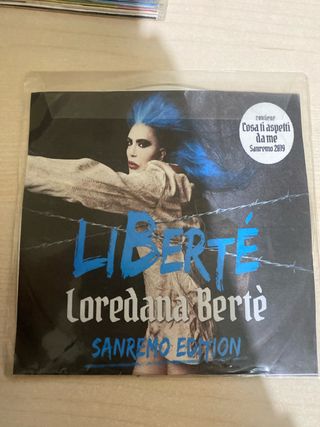 contiene
Cosa ti aspetti
da me
Sanremo 2019
LIBERTÉ
Loredana Bertè
SANREMO EDITION